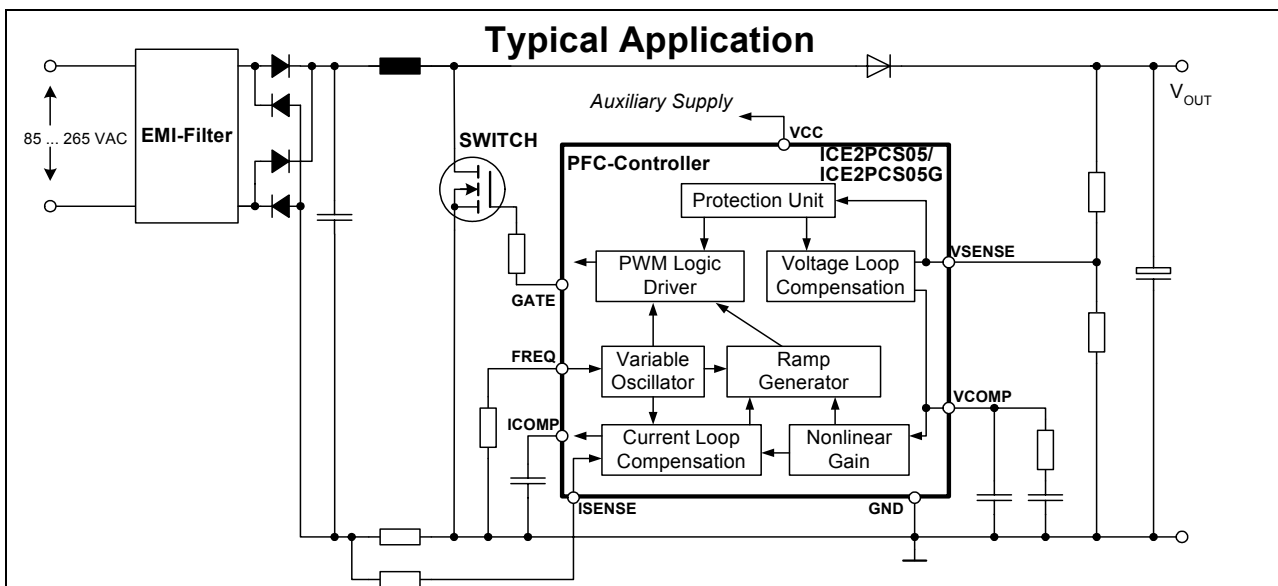 Typical Application
Auxiliary Supply
VCC
V_OUT
85 ... 265 VAC
EMI-Filter
SWITCH
PFC-Controller
ICE2PCS05/
ICE2PCS05G
Protection Unit
PWM Logic
Driver
Voltage Loop
Compensation
VSENSE
GATE
FREQ
Variable
Oscillator
Ramp
Generator
VCOMP
ICOMP
Current Loop
Compensation
Nonlinear
Gain
ISENSE
GND